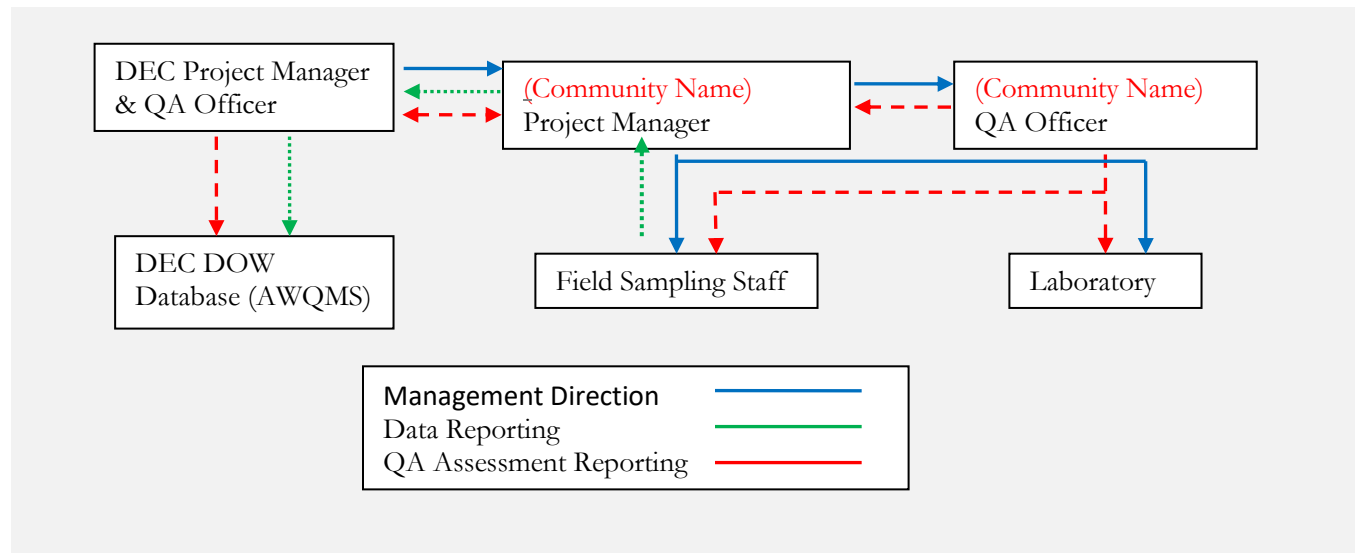 DEC Project Manager
& QA Officer
(Community Name)
Project Manager
(Community Name)
QA Officer
DEC DOW
Database (AWQMS)
Field Sampling Staff
Laboratory
Management Direction
Data Reporting
QA Assessment Reporting